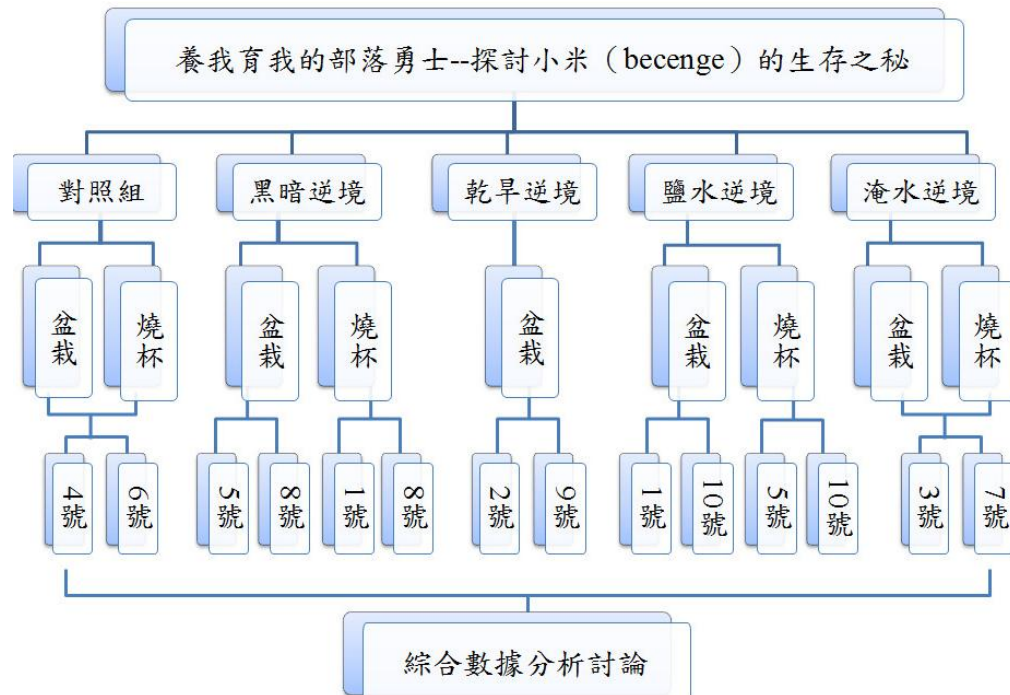 養我育我的部落勇士--探討小米（becenge）的生存之秘
對照組
黑暗逆境
乾旱逆境
鹽水逆境
淹水逆境
盆栽
燒杯
盆栽
燒杯
盆栽
盆栽
燒杯
盆栽
燒杯
4號
6號
5號
8號
1號
8號
2號
9號
1號
10號
5號
10號
3號
7號
綜合數據分析討論